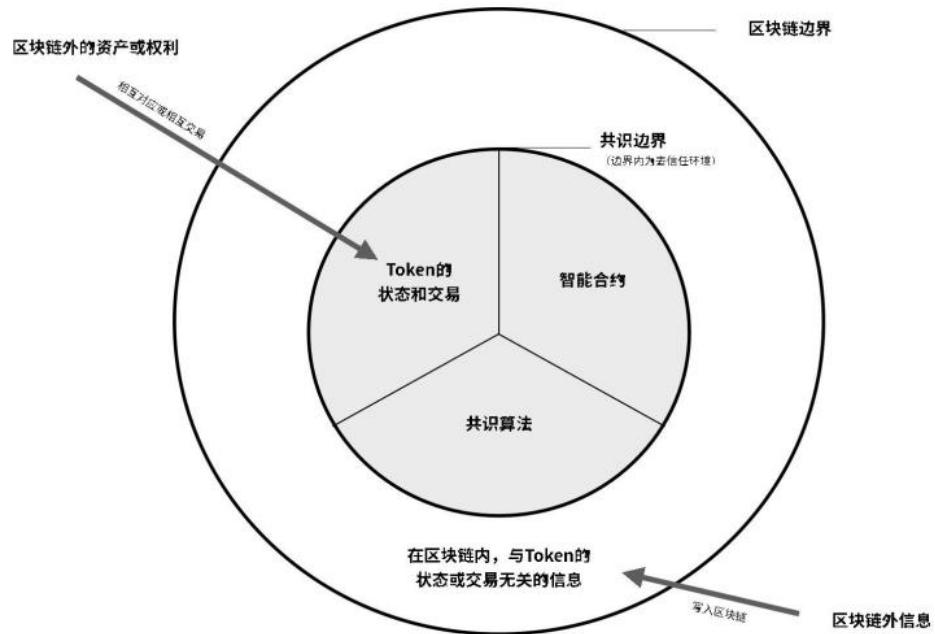 区块链外的资产或权利
区块链边界
相互对应或相互交易
共识边界
（边界内为去信任环境）
Token的
状态和交易
智能合约
共识算法
在区块链内，与Token的
状态或交易无关的信息
写入区块链
区块链外信息